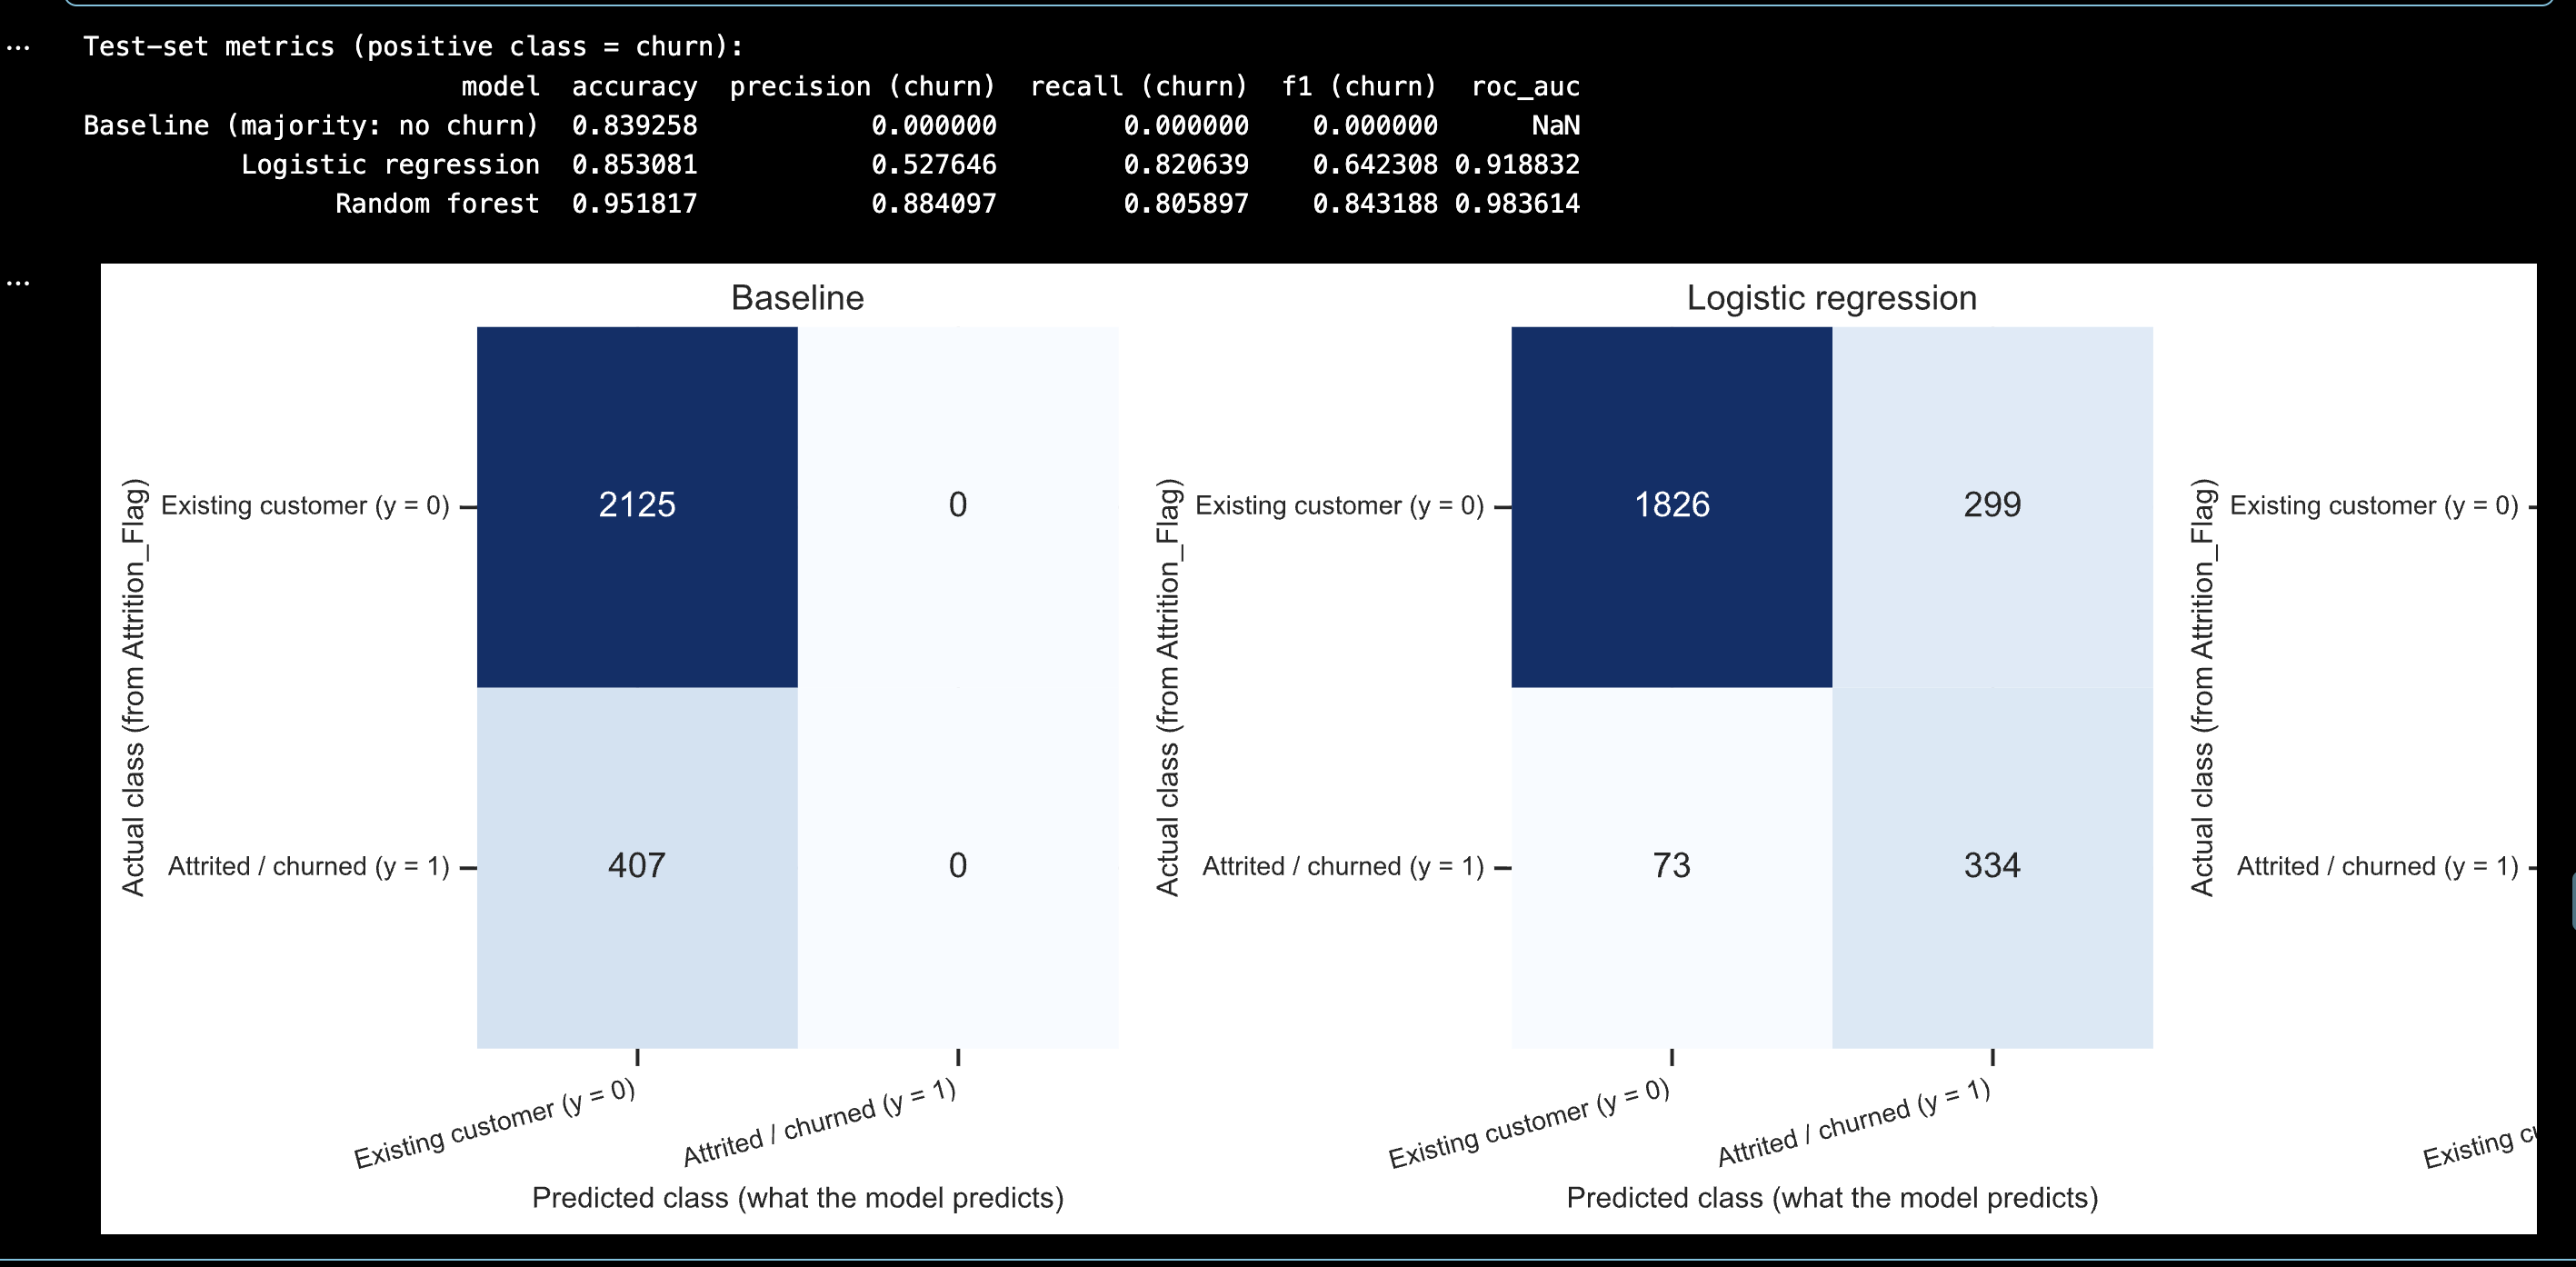 ...
Test-set metrics (positive class = churn):
model accuracy precision (churn) recall (churn) f1 (churn) roc_auc
Baseline (majority: no churn) 0.839258 0.000000 0.000000 0.000000 NaN
Logistic regression 0.853081 0.527646 0.820639 0.642308 0.918832
Random forest 0.951817 0.884097 0.805897 0.843188 0.983614
...
Baseline
Actual class (from Attrition_Flag)
Existing customer (y = 0)
2125 0
Attrited / churned (y = 1)
407 0
Existing customer (y = 0)
Attrited / churned (y = 1)
Predicted class (what the model predicts)
Logistic regression
Actual class (from Attrition_Flag)
Existing customer (y = 0)
1826 299
Attrited / churned (y = 1)
73 334
Existing customer (y = 0)
Attrited / churned (y = 1)
Predicted class (what the model predicts)
Actual class (from Attrition_Flag)
Existing customer (y = 0)
Attrited / churned (y = 1)
Existing